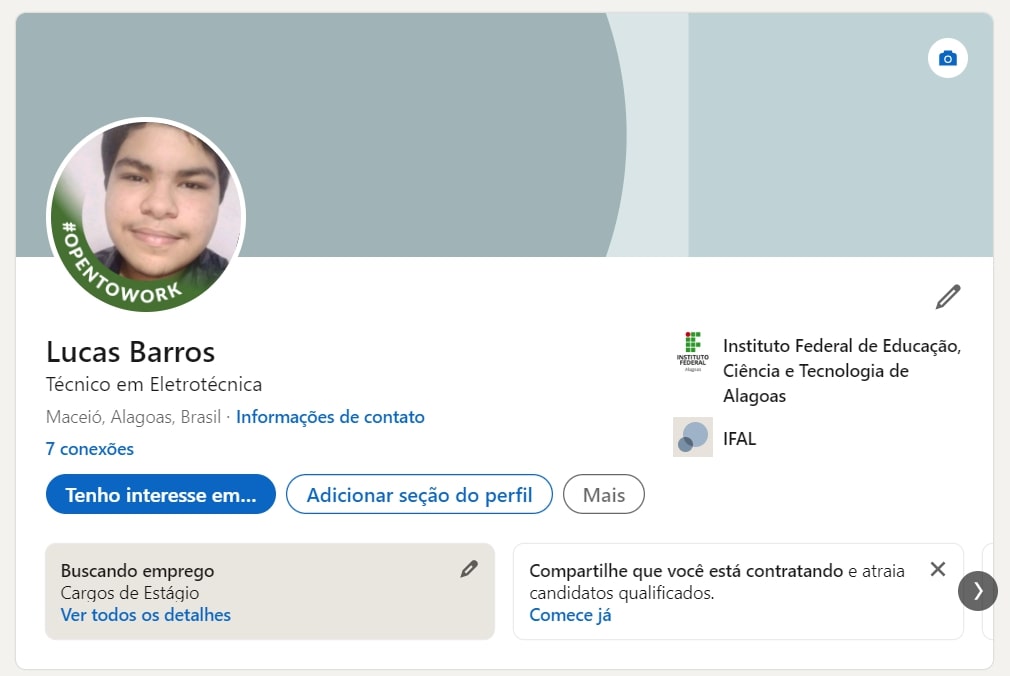 #OPENTOWORK
Lucas Barros
Técnico em Eletrotécnica
Maceió, Alagoas, Brasil · Informações de contato
7 conexões
INSTITUTO
FEDERAL
Alagoas
Instituto Federal de Educação,
Ciência e Tecnologia de
Alagoas
IFAL
Tenho interesse em...
Adicionar seção do perfil
Mais
Buscando emprego
Cargos de Estágio
Ver todos os detalhes
Compartilhe que você está contratando e atraia
candidatos qualificados.
Comece já